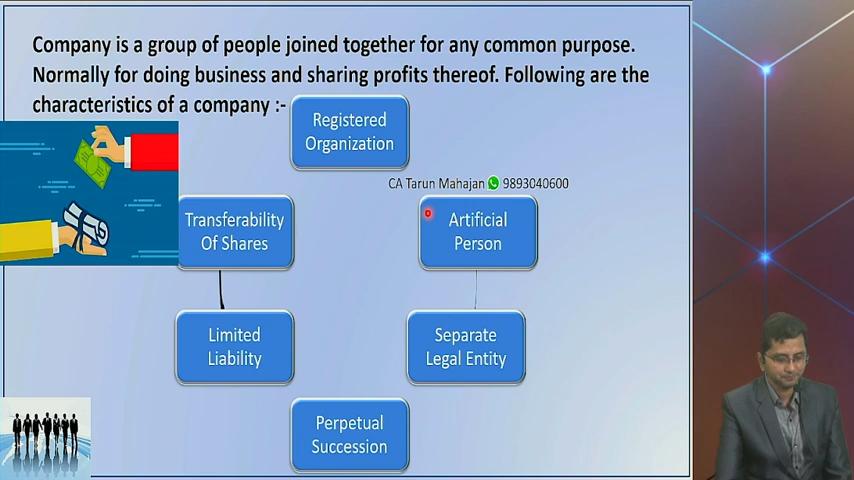 Company is a group of people joined together for any common purpose.
Normally for doing business and sharing profits thereof. Following are the
characteristics of a company :-
Registered
Organization
CA Tarun Mahajan 9893040600
Transferability
Of Shares
Artificial
Person
Limited
Liability
Separate
Legal Entity
Perpetual
Succession